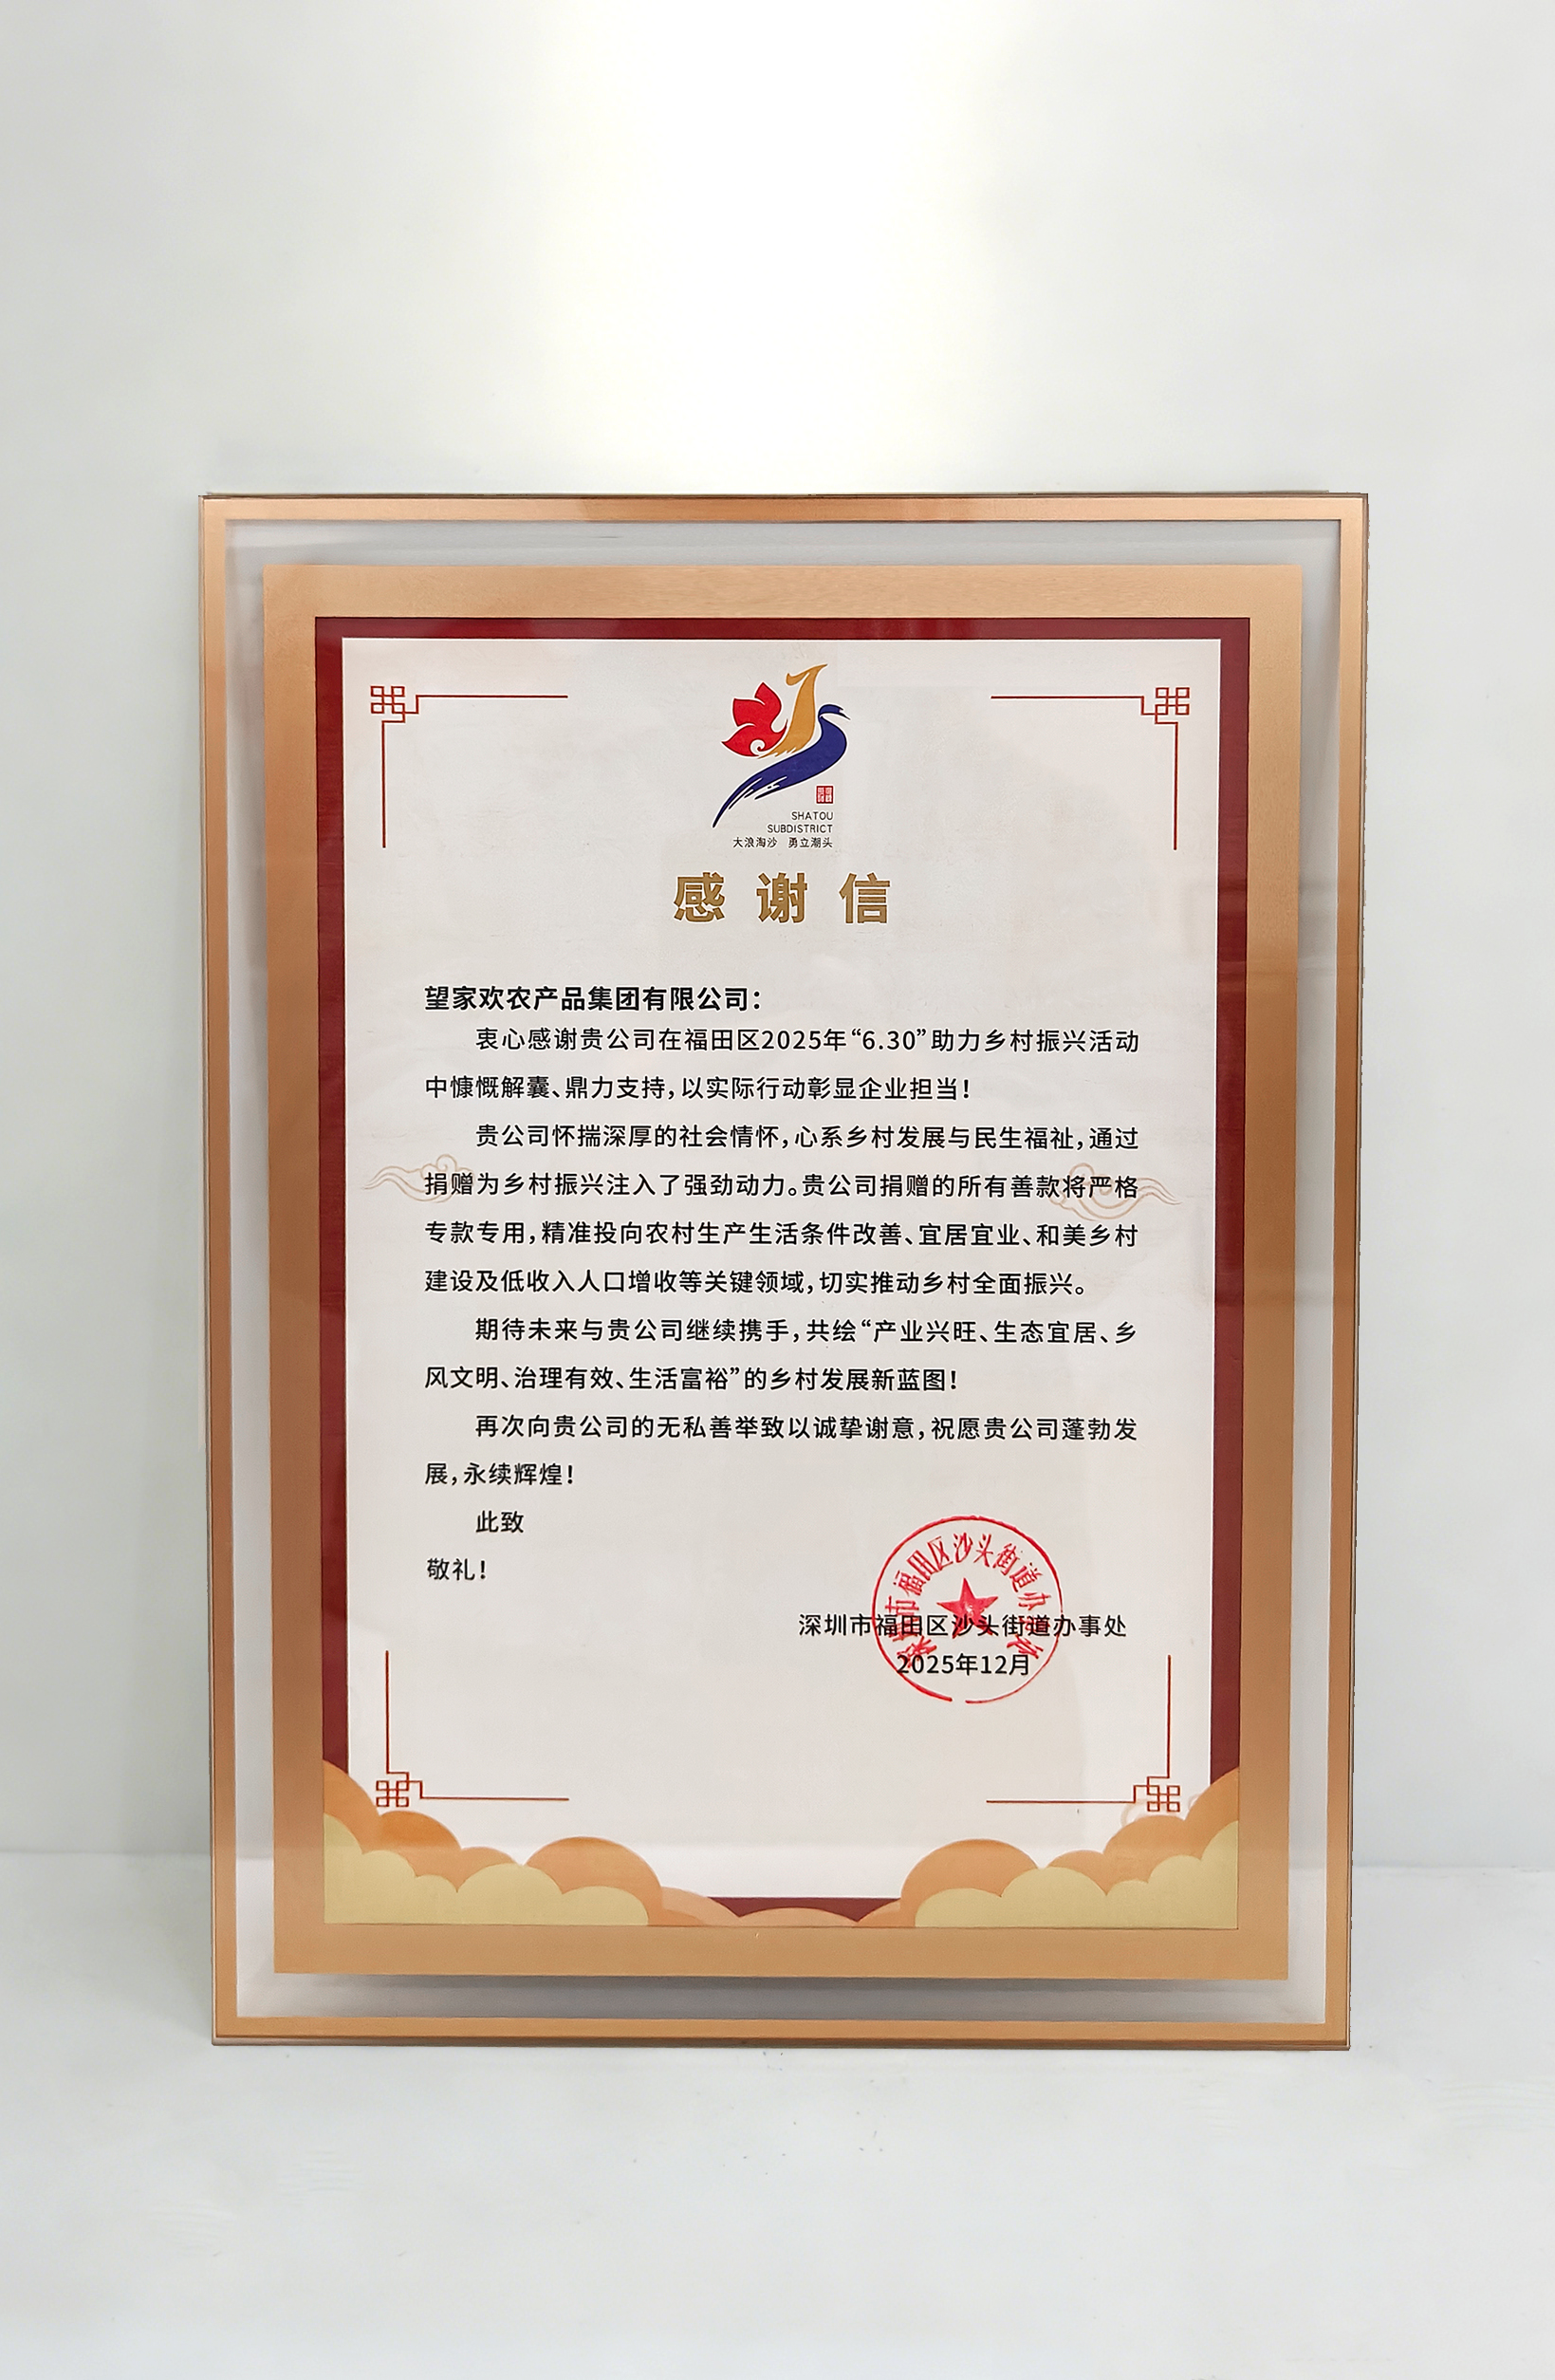 SHATOU
SUBDISTRICT
大浪淘沙 勇立潮头
感谢信
望家欢农产品集团有限公司：
衷心感谢贵公司在福田区2025年“6.30”助力乡村振兴活动
中慷慨解囊、鼎力支持，以实际行动彰显企业担当！
贵公司怀揣深厚的社会情怀，心系乡村发展与民生福祉，通过
捐赠为乡村振兴注入了强劲动力。贵公司捐赠的所有善款将严格
专款专用，精准投向农村生产生活条件改善、宜居宜业、和美乡村
建设及低收入人口增收等关键领域，切实推动乡村全面振兴。
期待未来与贵公司继续携手，共绘“产业兴旺、生态宜居、乡
风文明、治理有效、生活富裕”的乡村发展新蓝图！
再次向贵公司的无私善举致以诚挚谢意，祝愿贵公司蓬勃发
展，永续辉煌！
此致
敬礼！
深圳市福田区沙头街道办事处
深圳市福田区沙头街道办事处
2025年12月